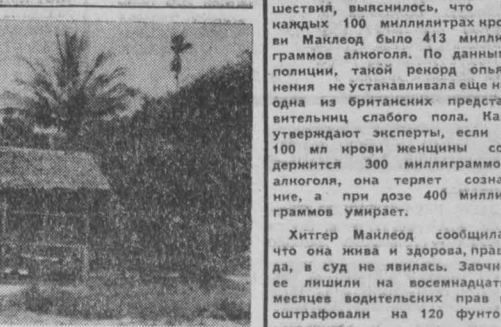 шествия, выяснилось, что
каждых 100 миллилитрах кро
ви Маклеод было 413 милли
граммов алкоголя. По данны
полиции, такой рекорд опья
нения не устанавливала еще н
одна из британских предста
вительниц слабого пола. Ка
утверждают эксперты, если
100 мл крови женщины со
держится 300 миллиграммо
алкоголя, она теряет созна
ние, а при дозе 400 милли
граммов умирает.
Хитгер Маклеод сообщила
что она жива и здорова, прав
да, в суд не явилась. Заочн
ее лишили на восемнадцат
месяцев водительских прав
оштрафовали на 120 фунто